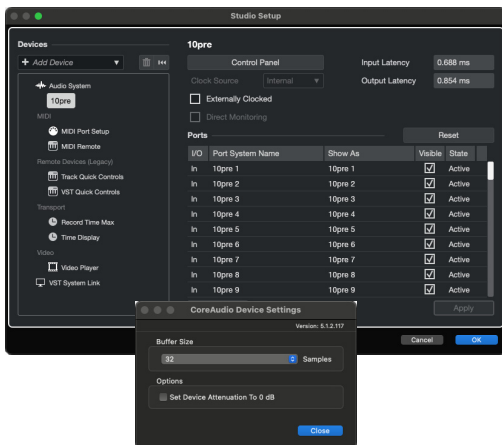 Studio Setup
Devices
10pre
+ Add Device
Control Panel
Input Latency
0.688 ms
Clock Source
Internal
Output Latency
0.854 ms
Audio System
Externally Clocked
10pre
Direct Monitoring
MIDI
MIDI Port Setup
MIDI Remote
Remote Devices (Legacy)
Track Quick Controls
VST Quick Controls
Transport
Record Time Max
Time Display
Video
Video Player
VST System Link
Ports
Reset
I/O Port System Name Show As Visible State
In 10pre 1 10pre 1 Active
In 10pre 2 10pre 2 Active
In 10pre 3 10pre 3 Active
In 10pre 4 10pre 4 Active
In 10pre 5 10pre 5 Active
In 10pre 6 10pre 6 Active
In 10pre 7 10pre 7 Active
In 10pre 8 10pre 8 Active
In 10pre 9 10pre 9 Active
Apply
Cancel
OK
CoreAudio Device Settings
Version: 5.1.2.117
Buffer Size
32
Samples
Options
Set Device Attenuation To 0 dB
Close